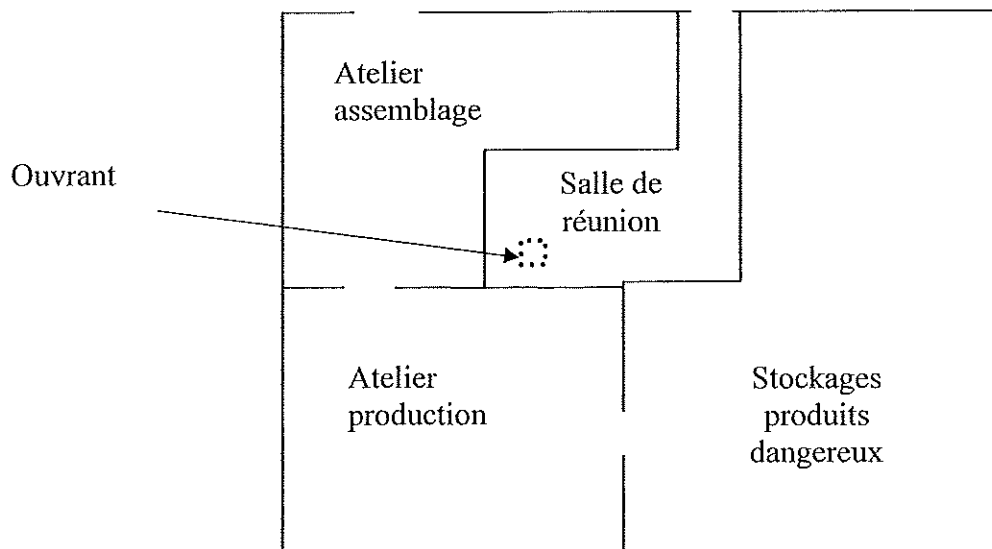 Atelier
assemblage
Ouvrant
Salle de
réunion
Atelier
production
Stockages
produits
dangereux